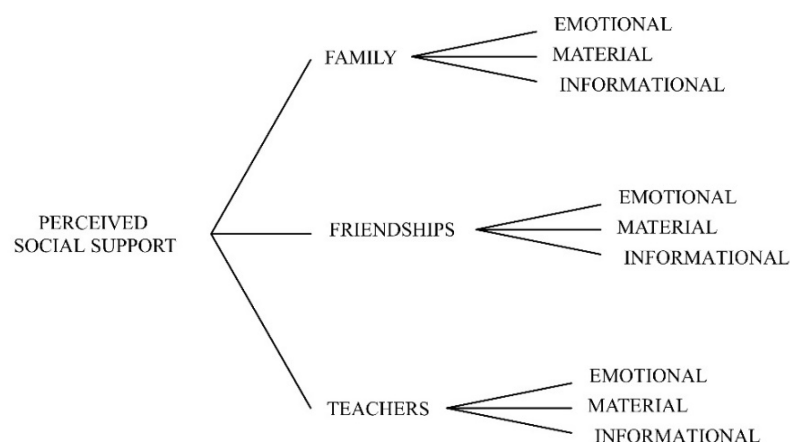 PERCEIVED
SOCIAL SUPPORT
FAMILY
EMOTIONAL
MATERIAL
INFORMATIONAL
FRIENDSHIPS
EMOTIONAL
MATERIAL
INFORMATIONAL
TEACHERS
EMOTIONAL
MATERIAL
INFORMATIONAL